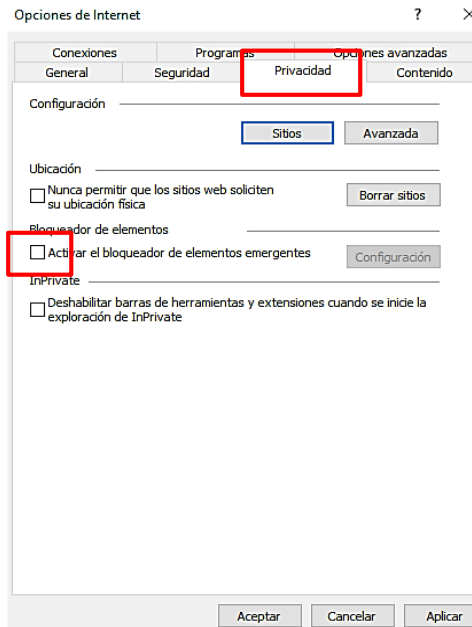 Opciones de Internet ? ×
Conexiones Programas Opciones avanzadas
General Seguridad Privacidad Contenido
Configuración
Sitios Avanzada
Ubicación
Nunca permitir que los sitios web soliciten
su ubicación física
Borrar sitios
Bloqueador de elementos
Activar el bloqueador de elementos emergentes
Configuración
InPrivate
Deshabilitar barras de herramientas y extensiones cuando se inicie la
exploración de InPrivate
Aceptar Cancelar Aplicar